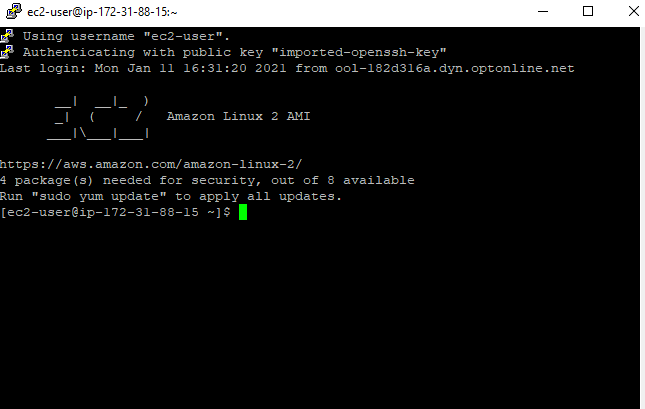 ec2-user@ip-172-31-88-15:~
Using username "ec2-user".
Authenticating with public key "imported-openssh-key"
Last login: Mon Jan 11 16:31:20 2021 from ool-182d316a.dyn.optonline.net
       __|  __|_  )
       _|  (     /   Amazon Linux 2 AMI
      ___|\___|___|
https://aws.amazon.com/amazon-linux-2/
4 package(s) needed for security, out of 8 available
Run "sudo yum update" to apply all updates.
[ec2-user@ip-172-31-88-15 ~]$